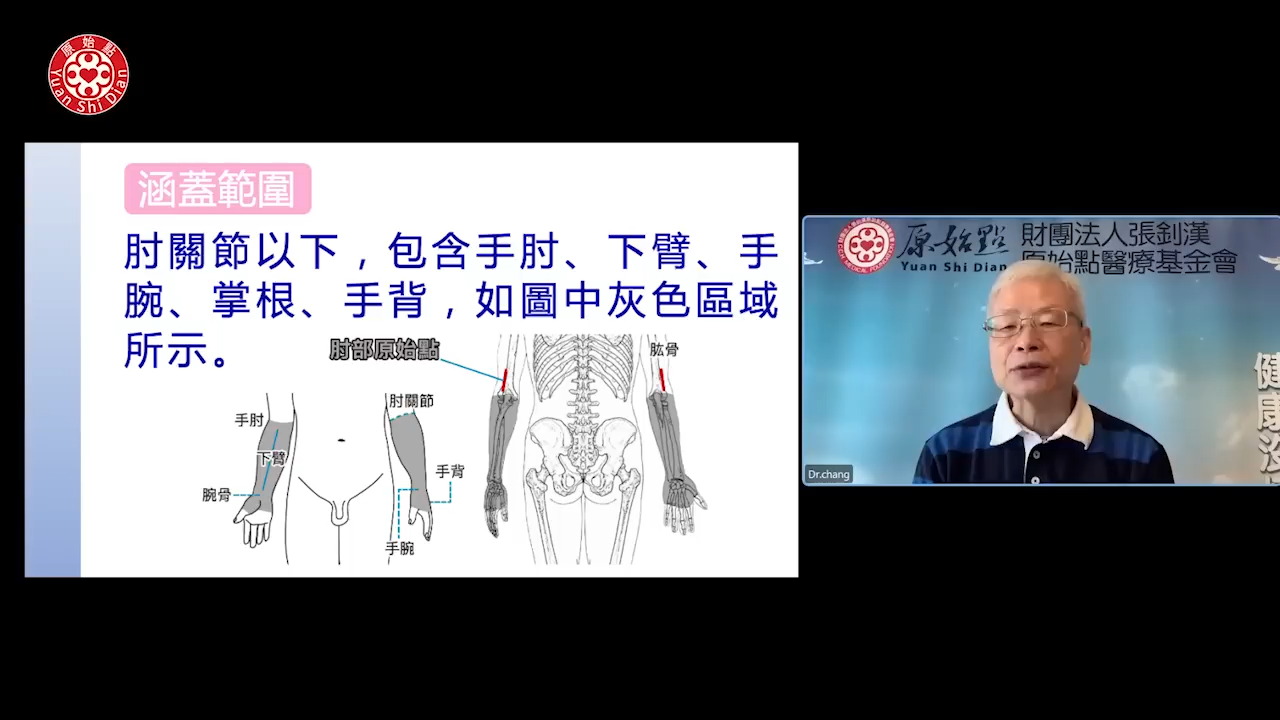 原始點
Yuan Shi Dian
涵蓋範圍
肘關節以下，包含手肘、下臂、手
腕、掌根、手背，如圖中灰色區域
所示。
肘部原始點
肱骨
肘關節
手肘
下臂
手背
腕骨
手腕
原始點
Yuan Shi Dian
財團法人張釗漢
原始點醫療基金會
健康沒
Dr.chang